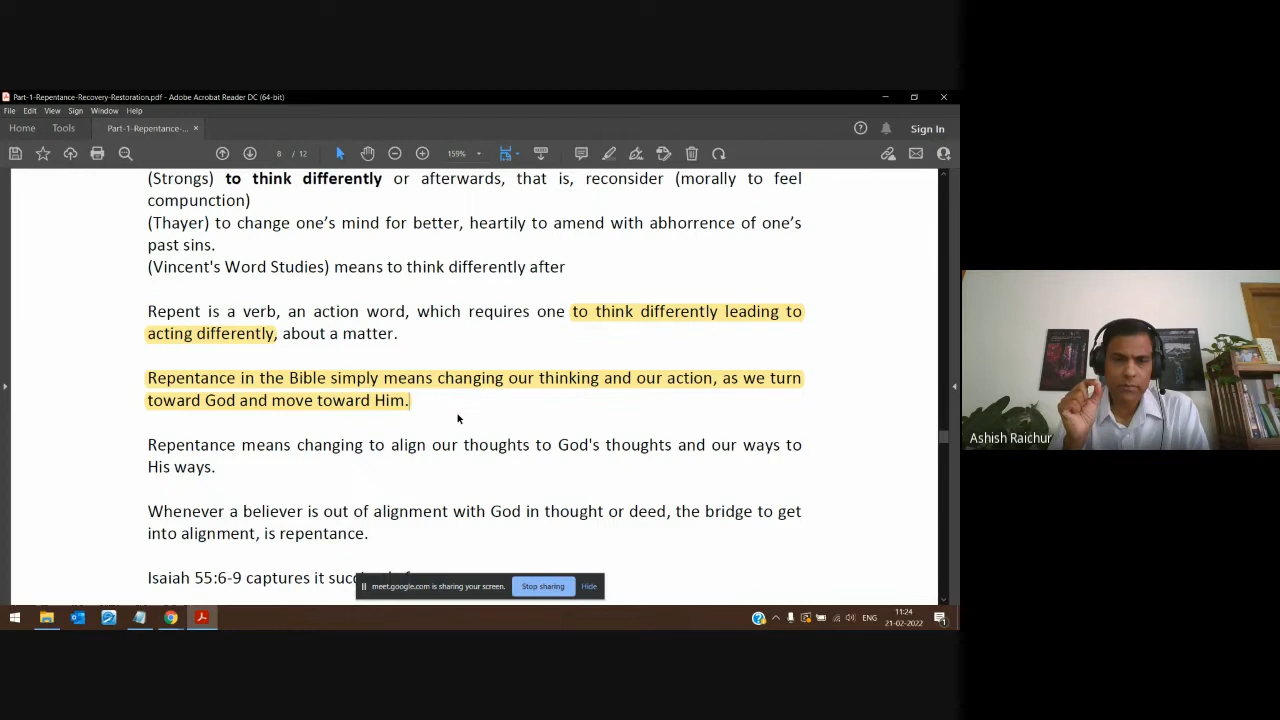 Part-1-Repentance-Recovery-Restoration.pdf - Adobe Acrobat Reader DC (64-bit)
File Edit View Sign Window Help
Home Tools Part-1-Repentance-... × Sign In
8 / 12 159%
(Strongs) to think differently or afterwards, that is, reconsider (morally to feel
compunction)
(Thayer) to change one’s mind for better, heartily to amend with abhorrence of one’s
past sins.
(Vincent's Word Studies) means to think differently after
Repent is a verb, an action word, which requires one to think differently leading to
acting differently, about a matter.
Repentance in the Bible simply means changing our thinking and our action, as we turn
toward God and move toward Him.
Repentance means changing to align our thoughts to God's thoughts and our ways to
His ways.
Whenever a believer is out of alignment with God in thought or deed, the bridge to get
into alignment, is repentance.
Isaiah 55:6-9 captures it
meet.google.com is sharing your screen. Stop sharing Hide
ENG
11:24
21-02-2022
Ashish Raichur